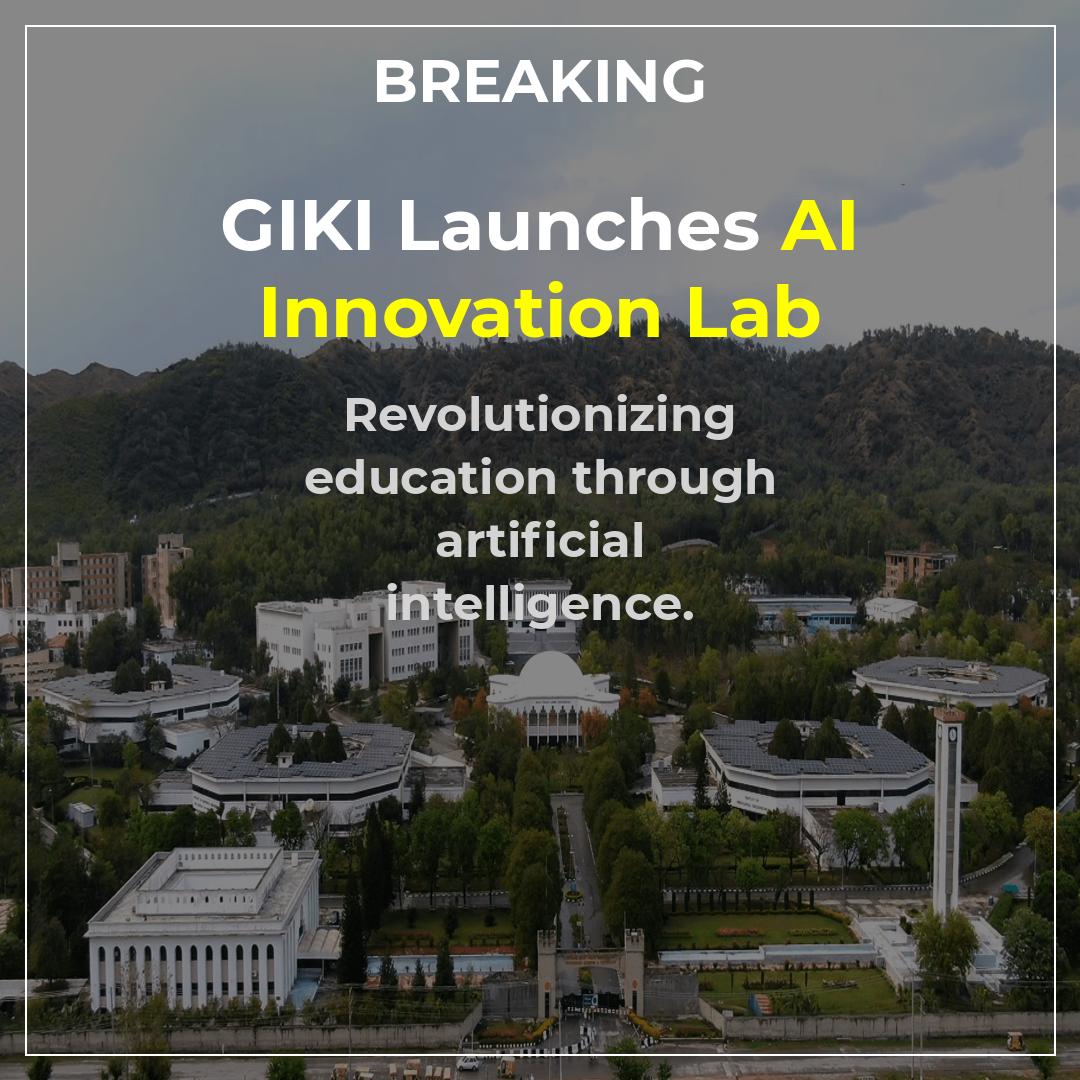 BREAKING
GIKI Launches AI
Innovation Lab
Revolutionizing
education through
artificial
intelligence.